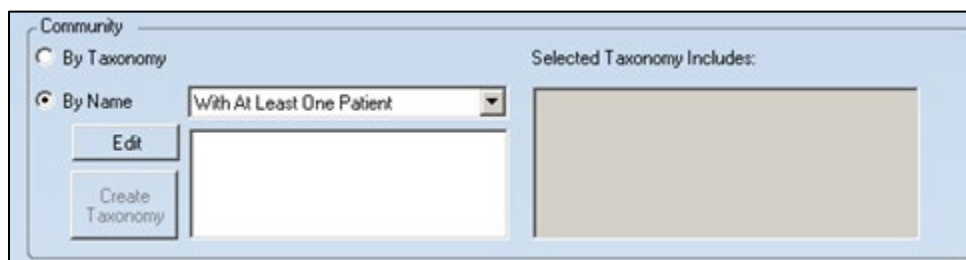 Community
By Taxonomy
Selected Taxonomy Includes:
By Name
With At Least One Patient
Edit
Create
Taxonomy